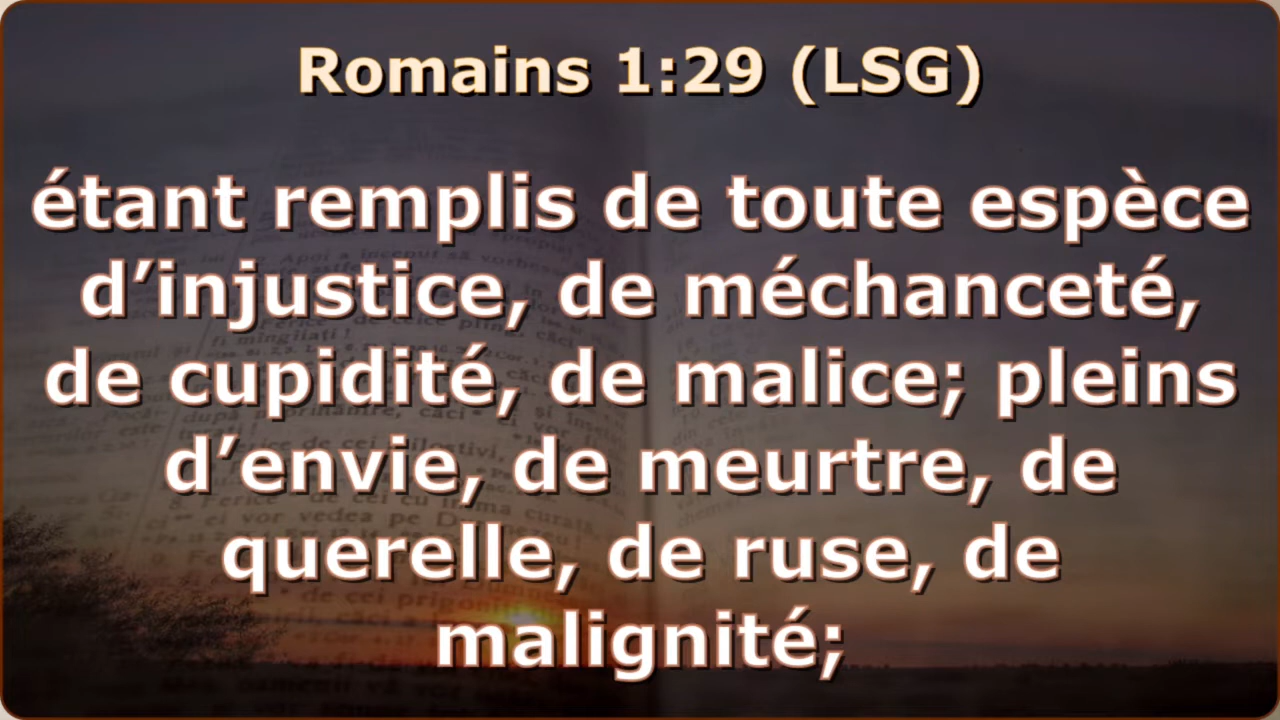 Romains 1:29 (LSG)
étant remplis de toute espèce
d’injustice, de méchanceté,
de cupidité, de malice; pleins
d’envie, de meurtre, de
querelle, de ruse, de
malignité;